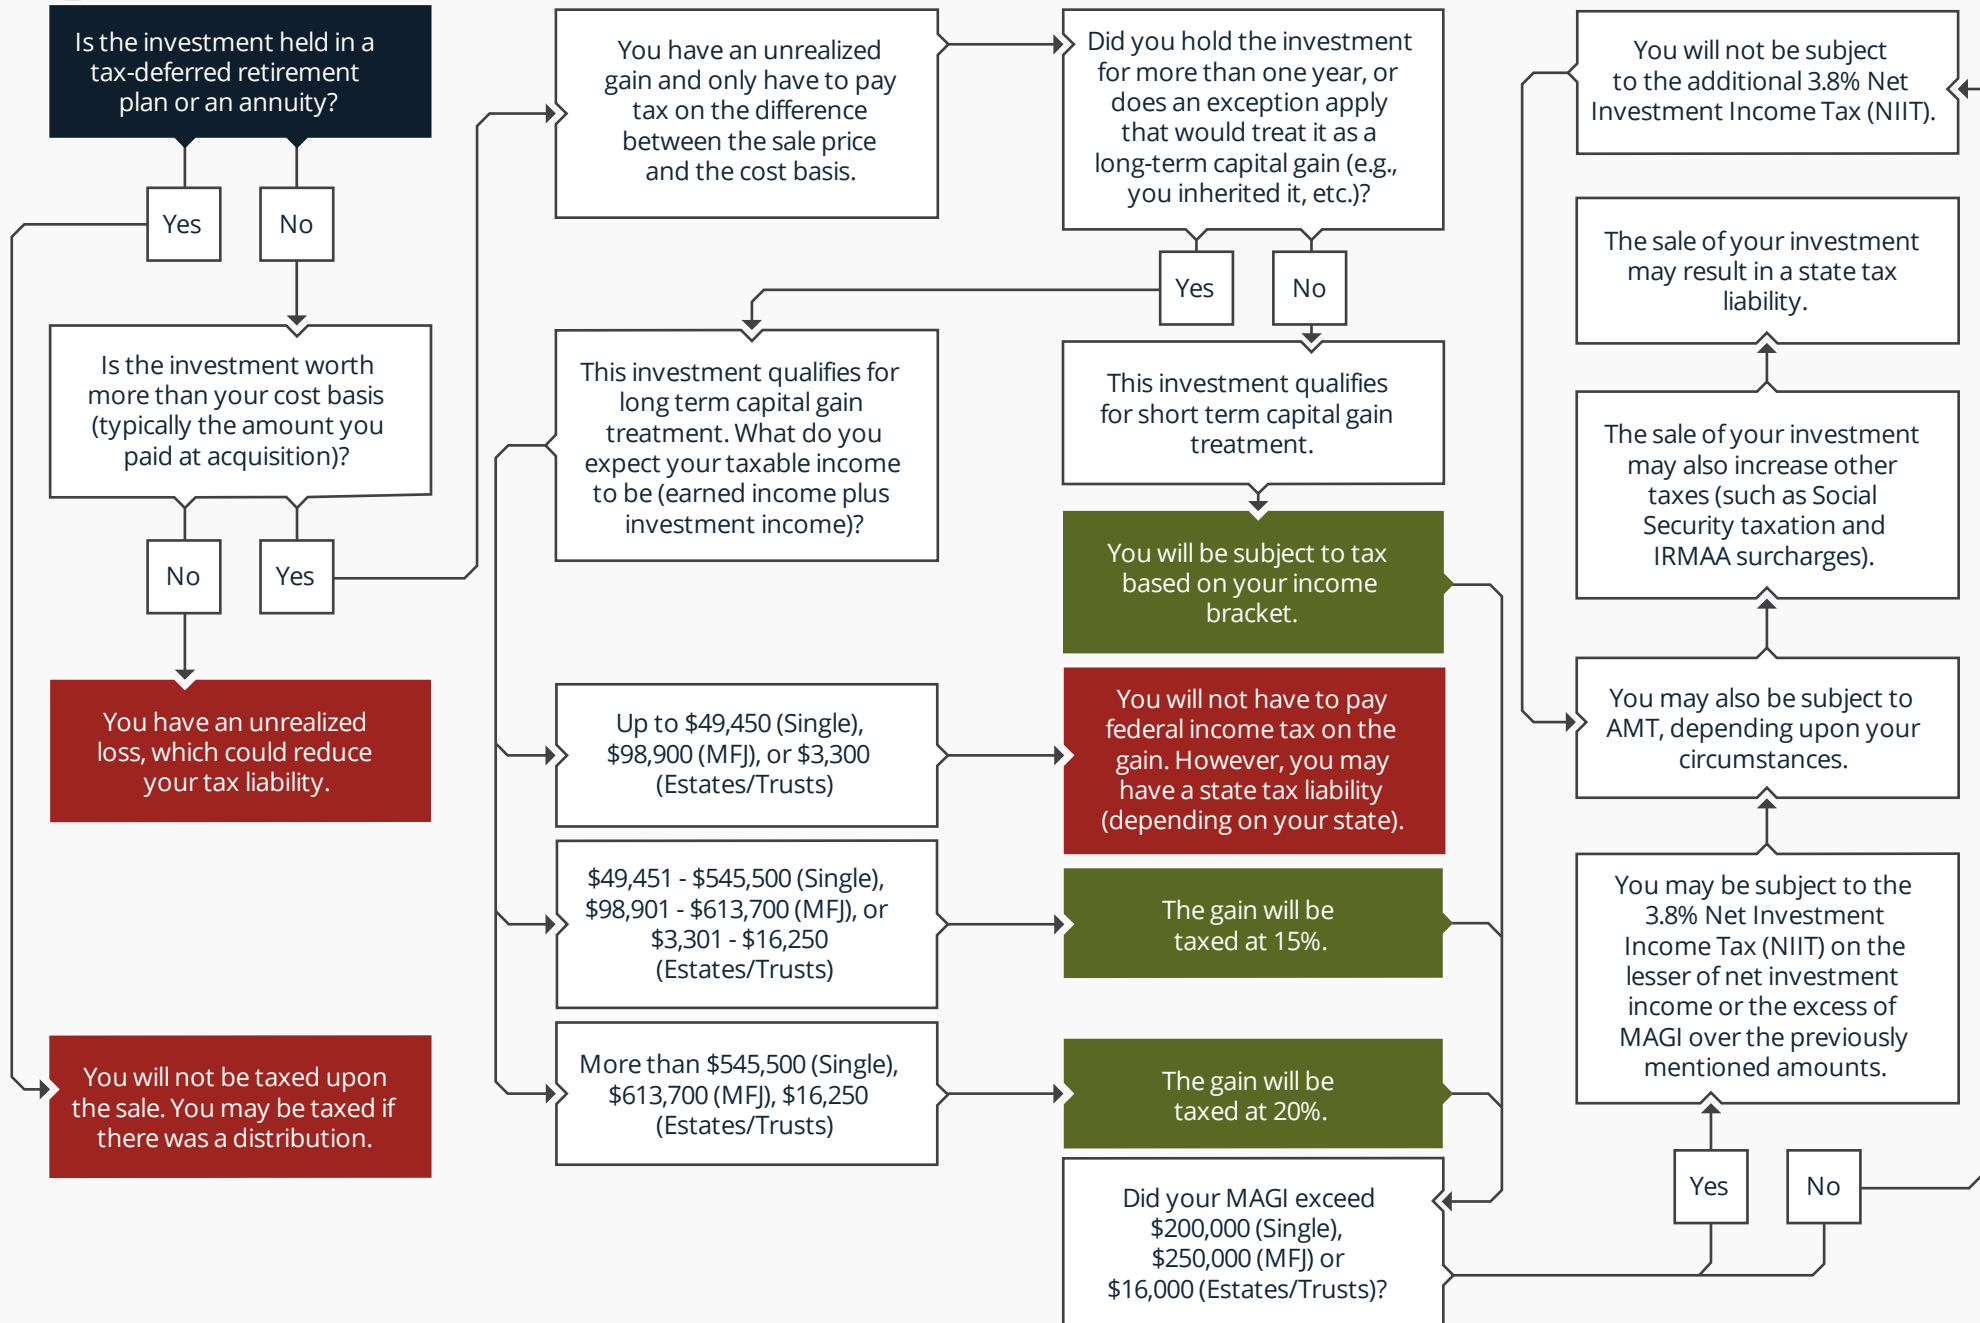 Is the investment held in a
tax-deferred retirement
plan or an annuity?
Yes
No
Is the investment worth
more than your cost basis
(typically the amount you
paid at acquisition)?
No
Yes
You have an unrealized
loss, which could reduce
your tax liability.
You will not be taxed upon
the sale. You may be taxed if
there was a distribution.
You have an unrealized
gain and only have to pay
tax on the difference
between the sale price
and the cost basis.
Did you hold the investment
for more than one year, or
does an exception apply
that would treat it as a
long-term capital gain (e.g.,
you inherited it, etc.)?
Yes
No
This investment qualifies for
long term capital gain
treatment. What do you
expect your taxable income
to be (earned income plus
investment income)?
This investment qualifies
for short term capital gain
treatment.
You will be subject to tax
based on your income
bracket.
Up to $49,450 (Single),
$98,900 (MFJ), or $3,300
(Estates/Trusts)
You will not have to pay
federal income tax on the
gain. However, you may
have a state tax liability
(depending on your state).
$49,451 - $545,500 (Single),
$98,901 - $613,700 (MFJ), or
$3,301 - $16,250
(Estates/Trusts)
The gain will be
taxed at 15%.
More than $545,500 (Single),
$613,700 (MFJ), $16,250
(Estates/Trusts)
The gain will be
taxed at 20%.
Did your MAGI exceed
$200,000 (Single),
$250,000 (MFJ) or
$16,000 (Estates/Trusts)?
You will not be subject
to the additional 3.8% Net
Investment Income Tax (NIIT).
The sale of your investment
may result in a state tax
liability.
The sale of your investment
may also increase other
taxes (such as Social
Security taxation and
IRMAA surcharges).
You may also be subject to
AMT, depending upon your
circumstances.
You may be subject to the
3.8% Net Investment
Income Tax (NIIT) on the
lesser of net investment
income or the excess of
MAGI over the previously
mentioned amounts.
Yes
No